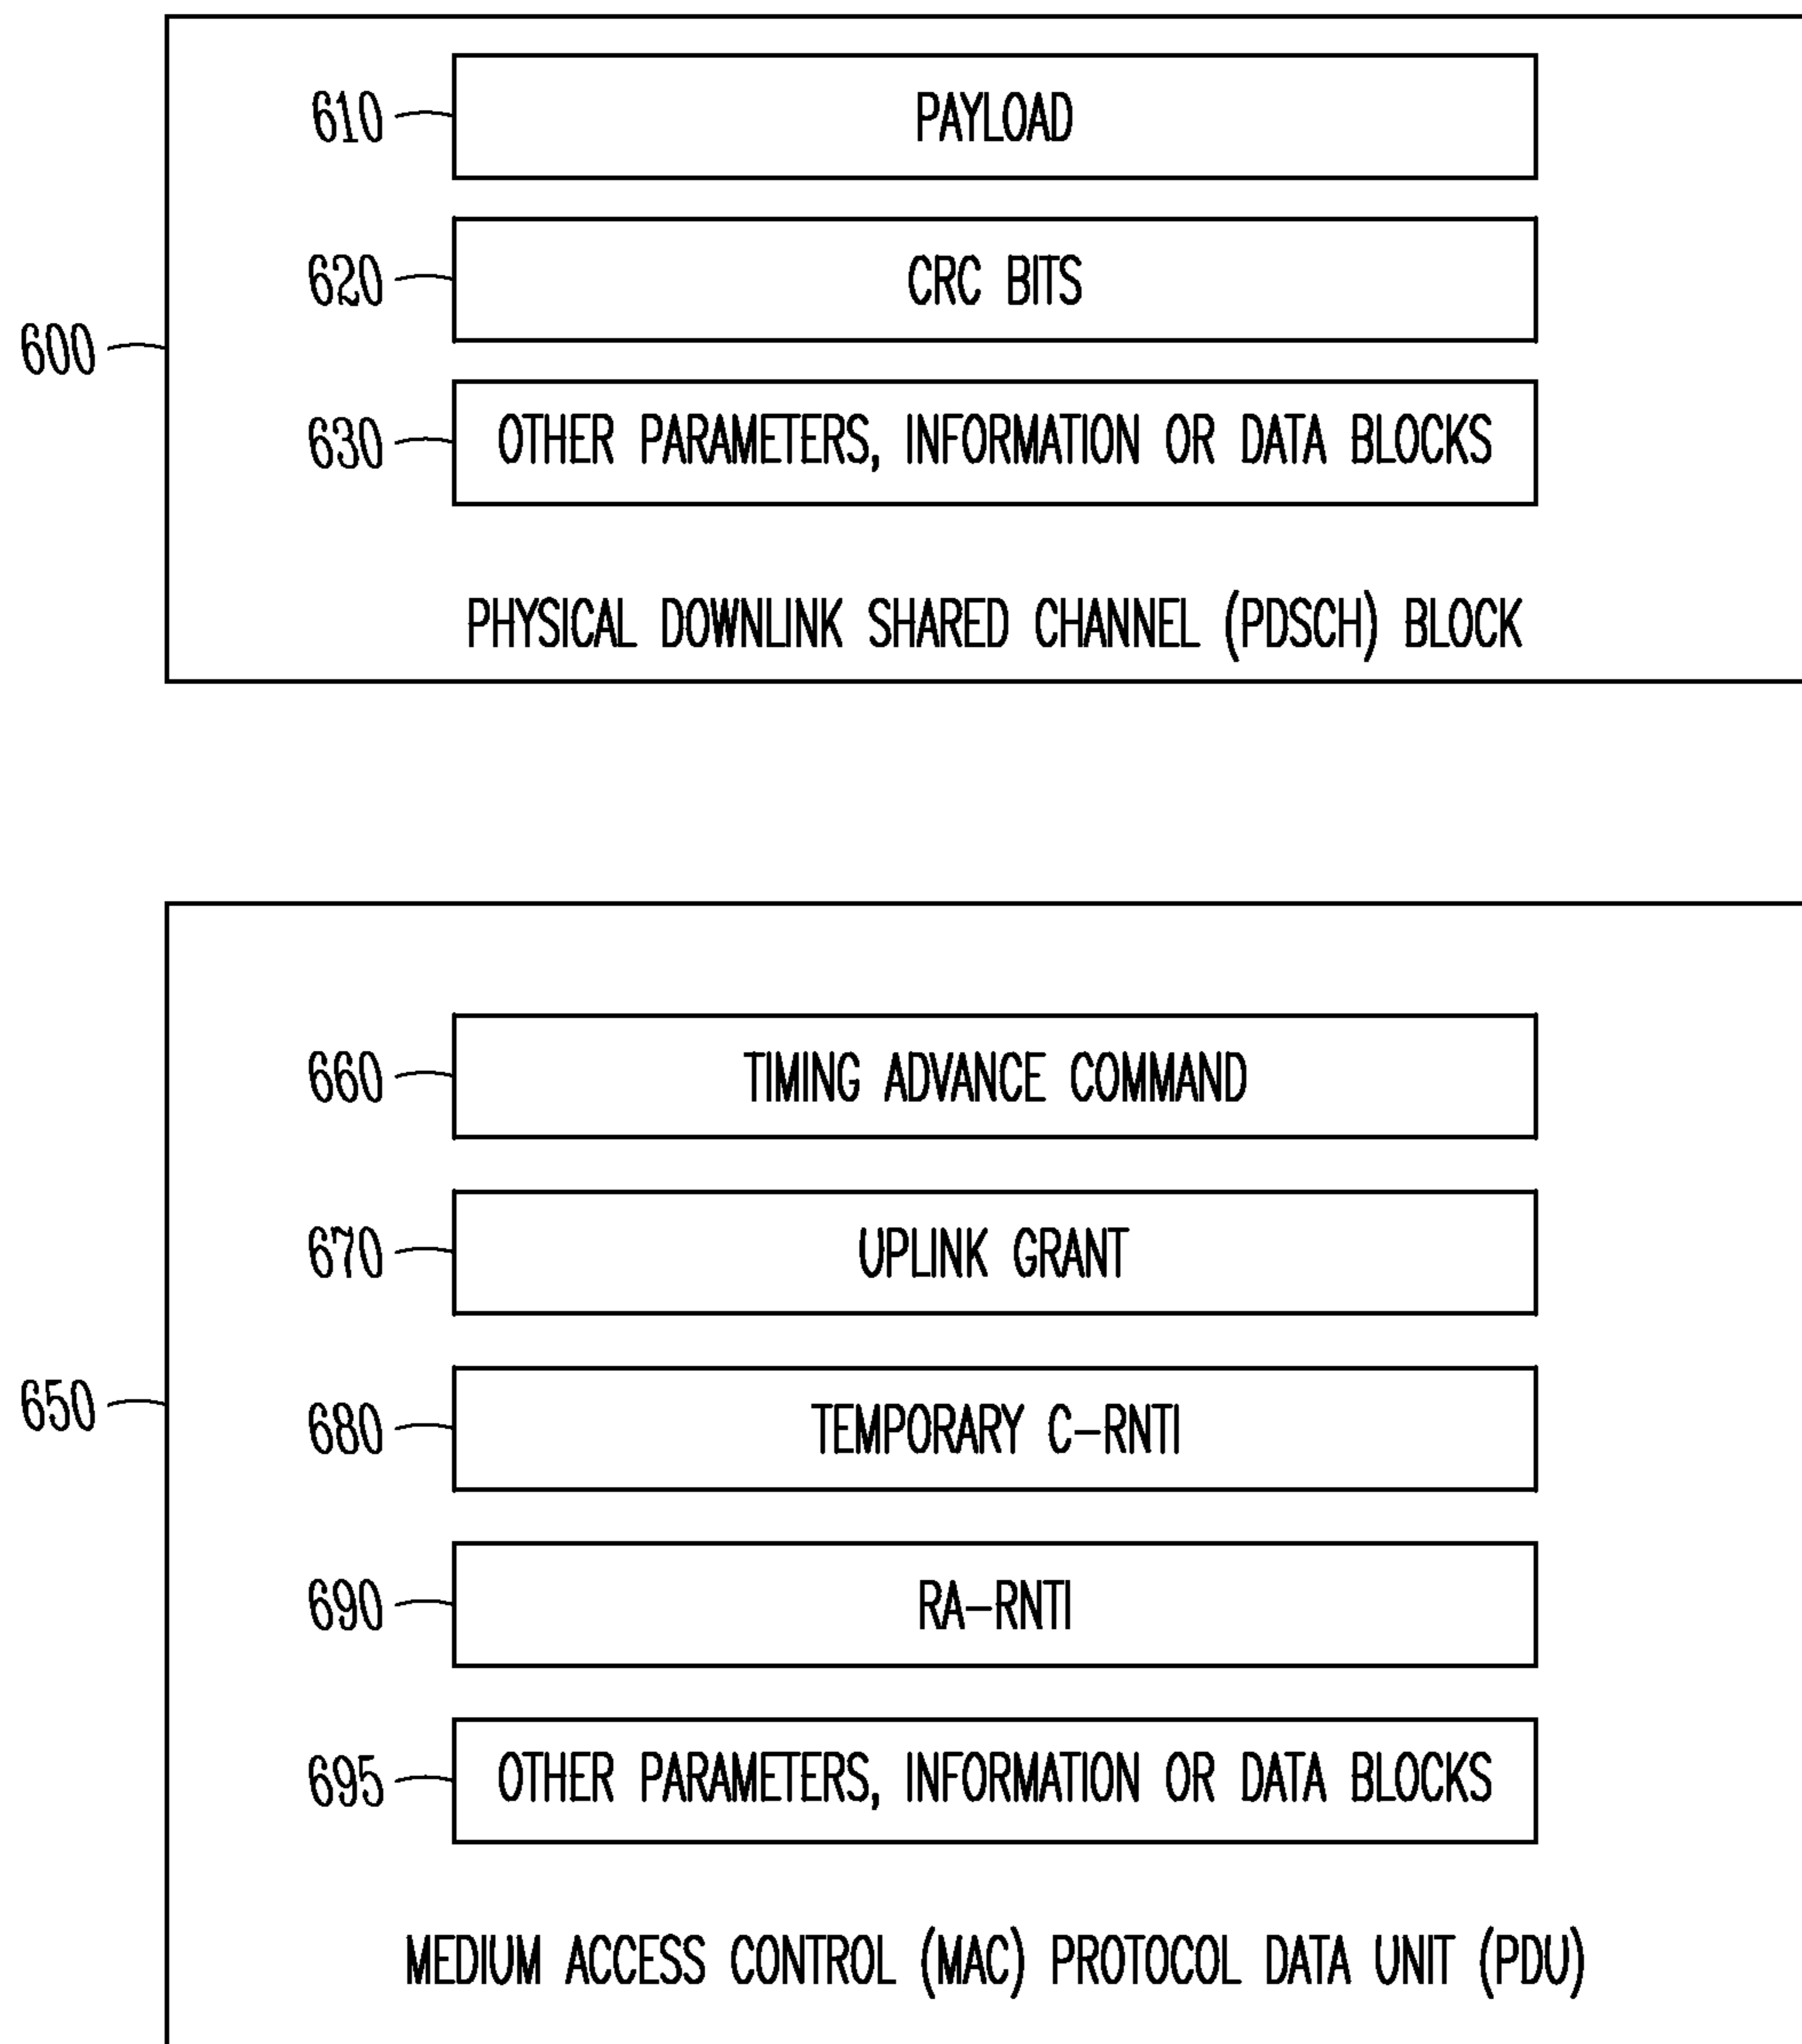 610 PAYLOAD
620 CRC BITS
600
630 OTHER PARAMETERS, INFORMATION OR DATA BLOCKS
PHYSICAL DOWNLINK SHARED CHANNEL (PDSCH) BLOCK
660 TIMING ADVANCE COMMAND
670 UPLINK GRANT
650
680 TEMPORARY C-RNTI
690 RA-RNTI
695 OTHER PARAMETERS, INFORMATION OR DATA BLOCKS
MEDIUM ACCESS CONTROL (MAC) PROTOCOL DATA UNIT (PDU)